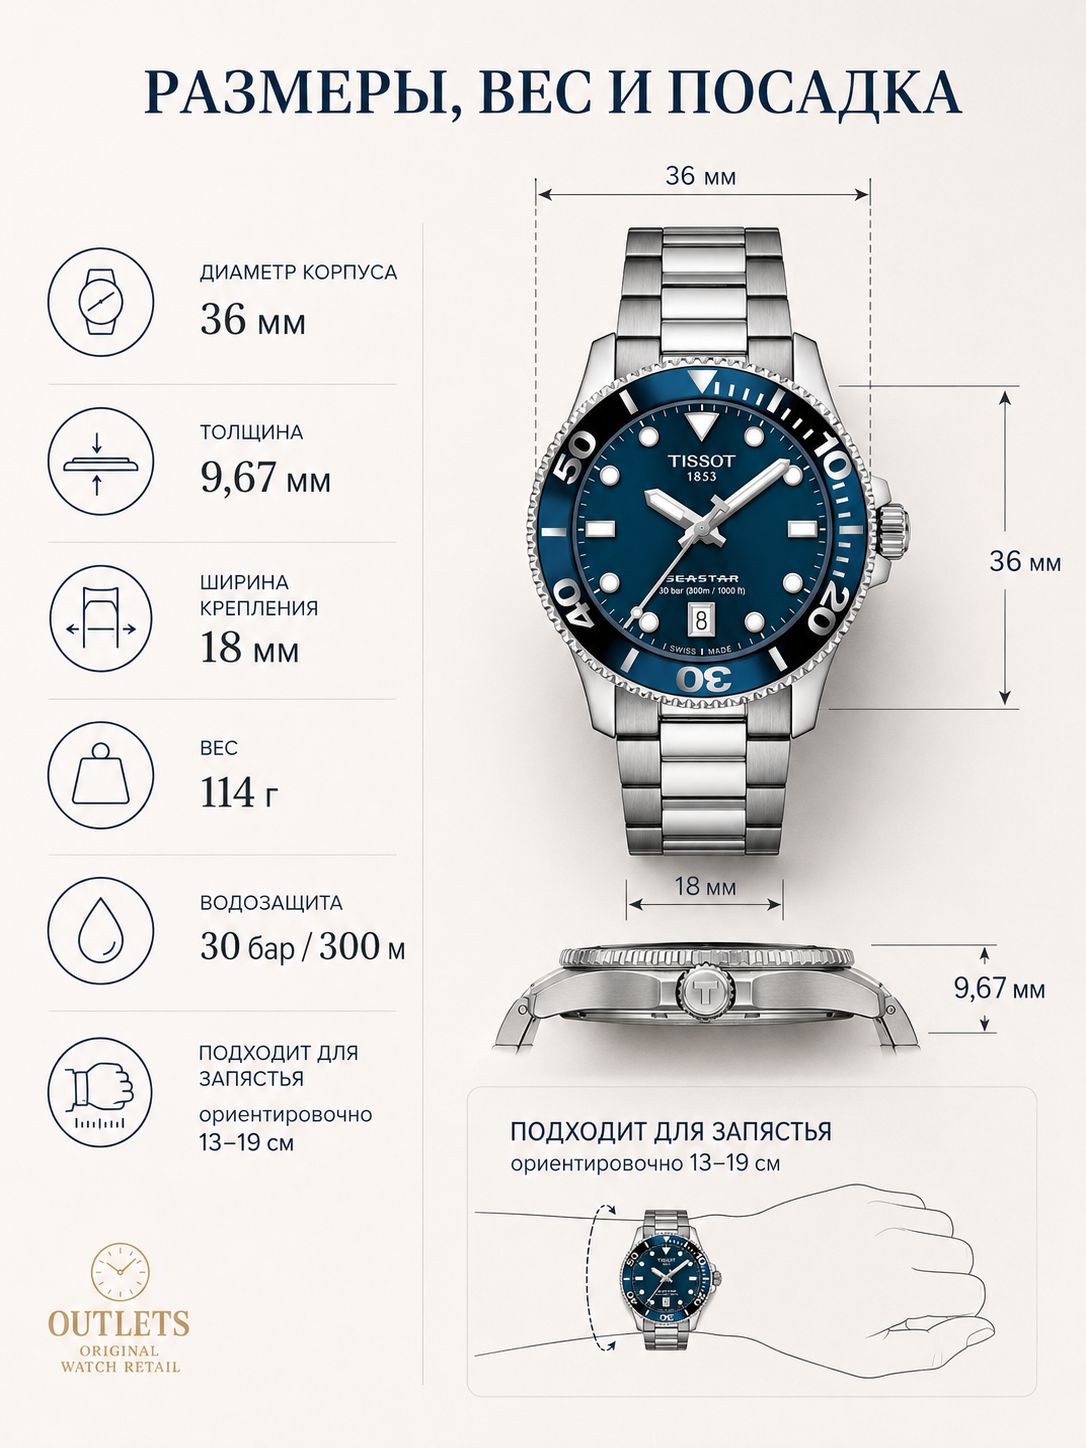 РАЗМЕРЫ, ВЕС И ПОСАДКА
ДИАМЕТР КОРПУСА
36 мм
ТОЛЩИНА
9,67 мм
ШИРИНА
КРЕПЛЕНИЯ
18 мм
ВЕС
114 г
ВОДОЗАЩИТА
30 бар / 300 м
ПОДХОДИТ ДЛЯ
ЗАПЯСТЬЯ
ориентировочно
13–19 см
OUTLETS
ORIGINAL
WATCH RETAIL
36 мм
50
10
TISSOT
1853
36 мм
SEASTAR
30 bar (300m / 1000 ft)
40
20
8
SWISS MADE
30
18 мм
T
9,67 мм
ПОДХОДИТ ДЛЯ ЗАПЯСТЬЯ
ориентировочно 13–19 см